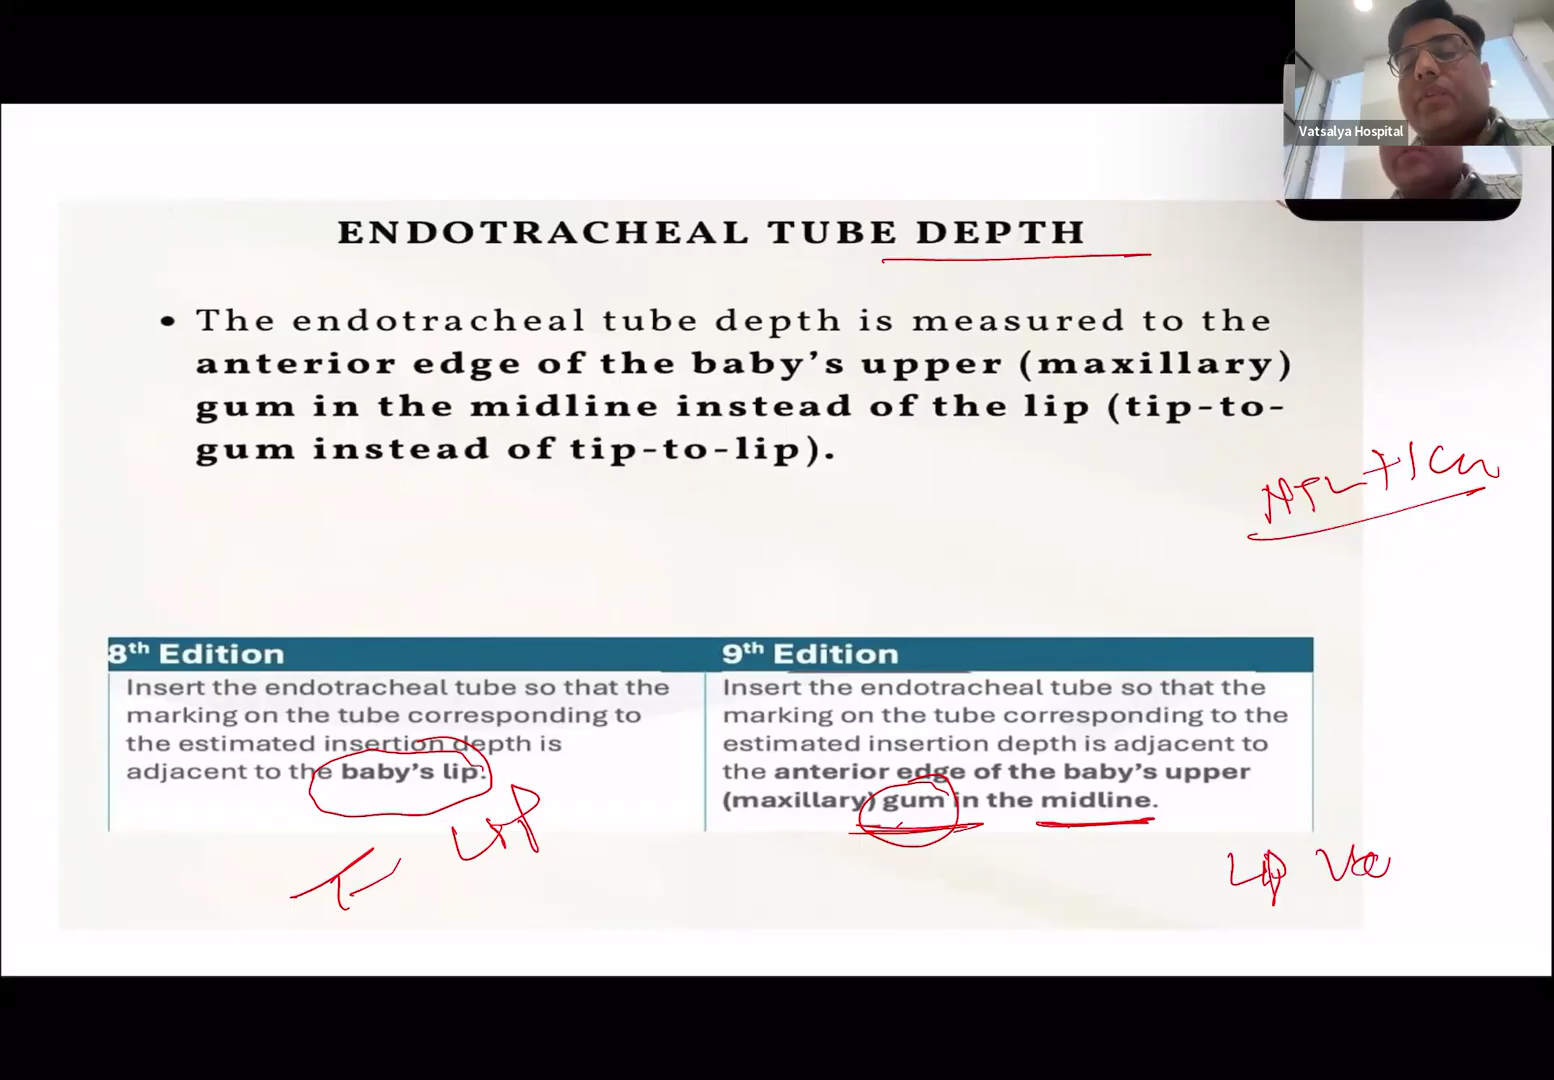 Vatsalya Hospital
ENDOTRACHEAL TUBE DEPTH
• The endotracheal tube depth is measured to the
anterior edge of the baby's upper (maxillary)
gum in the midline instead of the lip (tip-to-
gum instead of tip-to-lip).
NTL+1cm
8th Edition
Insert the endotracheal tube so that the
marking on the tube corresponding to
the estimated insertion depth is
adjacent to the baby's lip.
9th Edition
Insert the endotracheal tube so that the
marking on the tube corresponding to the
estimated insertion depth is adjacent to
the anterior edge of the baby's upper
(maxillary) gum in the midline.
Lip
Lip